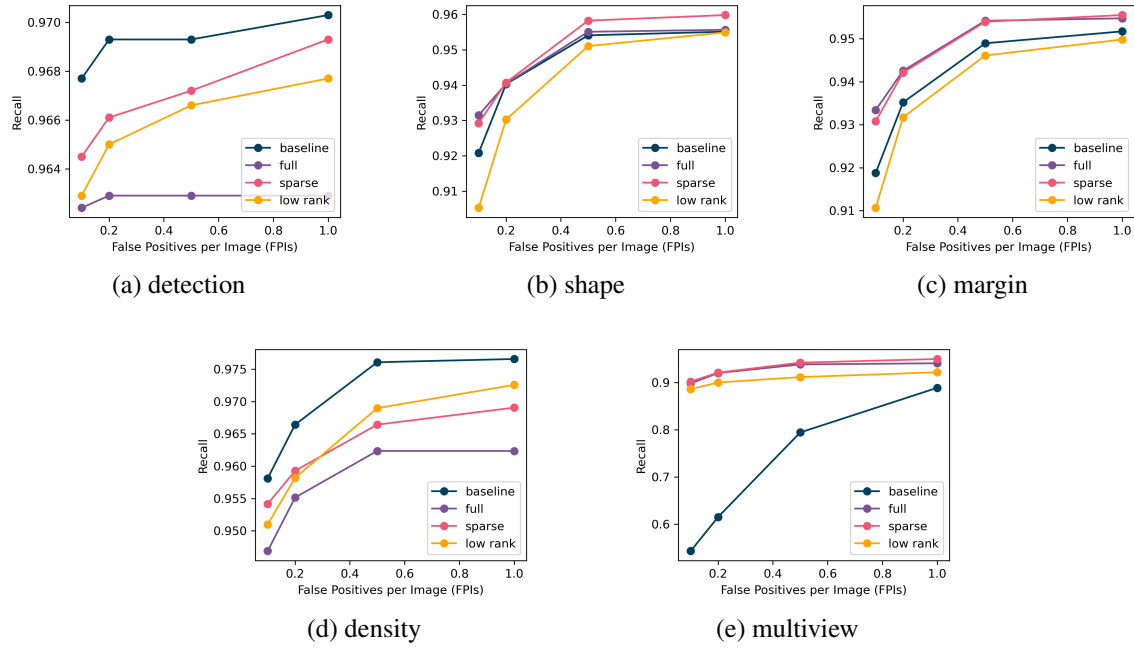 0.970
0.968
0.966
0.964
Recall
baseline
full
sparse
low rank
0.2 0.4 0.6 0.8 1.0
False Positives per Image (FPIs)
(a) detection
0.96
0.95
0.94
0.93
0.92
0.91
Recall
baseline
full
sparse
low rank
0.2 0.4 0.6 0.8 1.0
False Positives per Image (FPIs)
(b) shape
0.95
0.94
0.93
0.92
0.91
Recall
baseline
full
sparse
low rank
0.2 0.4 0.6 0.8 1.0
False Positives per Image (FPIs)
(c) margin
0.975
0.970
0.965
0.960
0.955
0.950
Recall
baseline
full
sparse
low rank
0.2 0.4 0.6 0.8 1.0
False Positives per Image (FPIs)
(d) density
0.9
0.8
0.7
0.6
Recall
baseline
full
sparse
low rank
0.2 0.4 0.6 0.8 1.0
False Positives per Image (FPIs)
(e) multiview